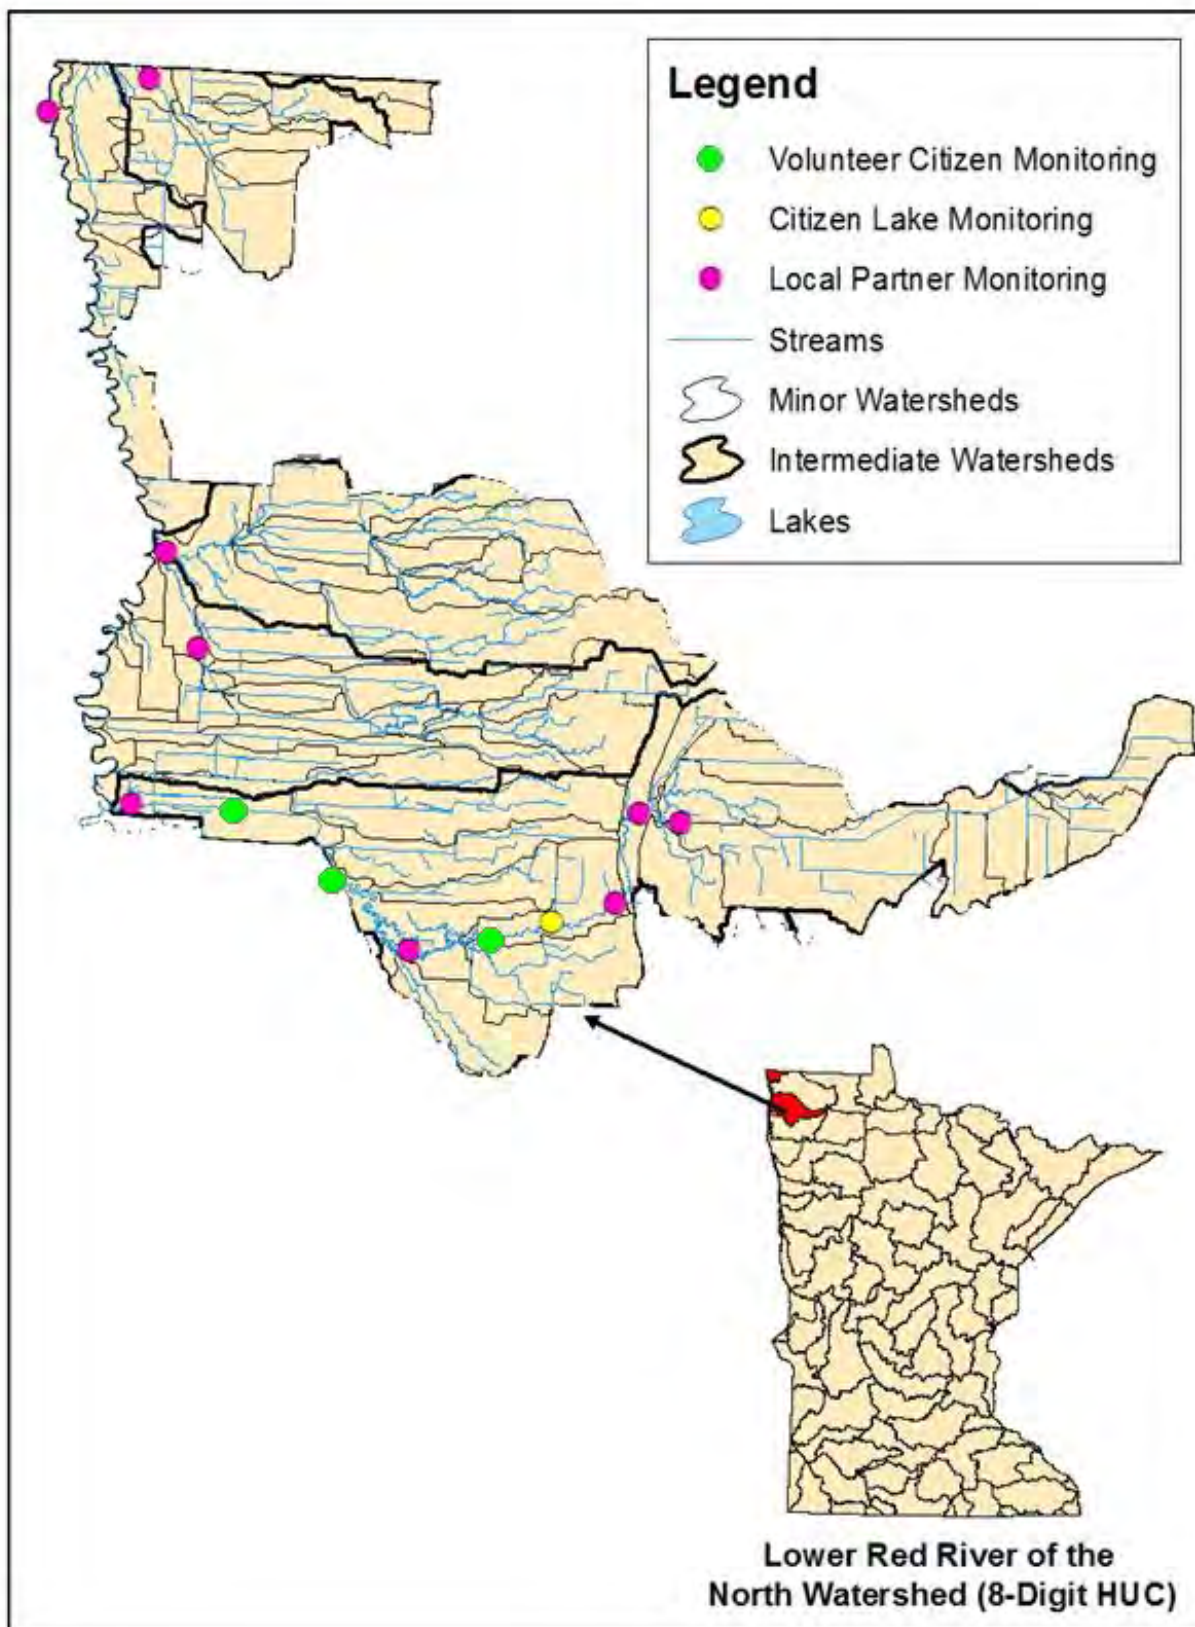 Legend
Volunteer Citizen Monitoring
Citizen Lake Monitoring
Local Partner Monitoring
Streams
Minor Watersheds
Intermediate Watersheds
Lakes
Lower Red River of the
North Watershed (8-Digit HUC)